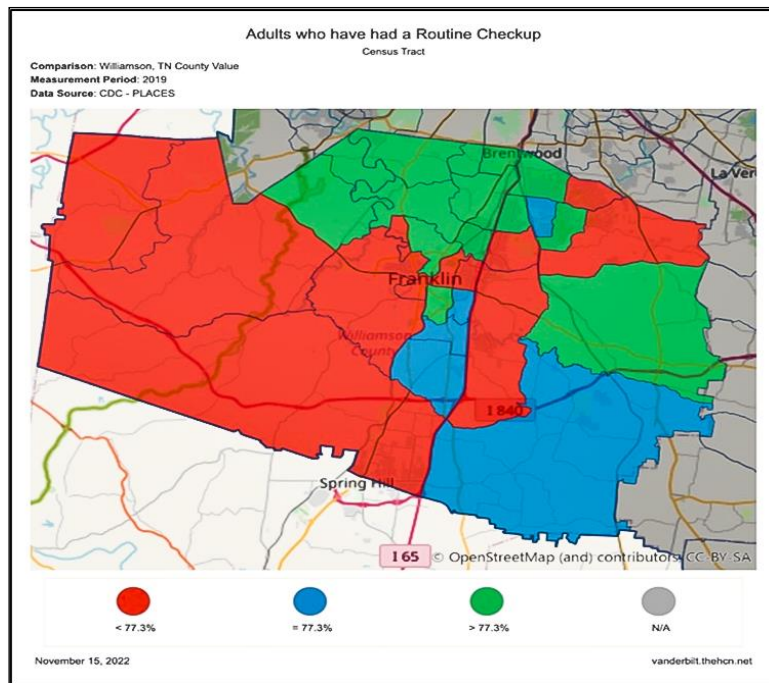 Adults who have had a Routine Checkup
Census Tract
Comparison: Williamson, TN County Value
Measurement Period: 2019
Data Source: CDC - PLACES
Brentwood
La Ver
Franklin
Williamson
County
I 840
Spring Hill
I 65
© OpenStreetMap (and) contributors, CC-BY-SA
< 77.3%
= 77.3%
> 77.3%
N/A
November 15, 2022
vanderbilt.thehcn.net